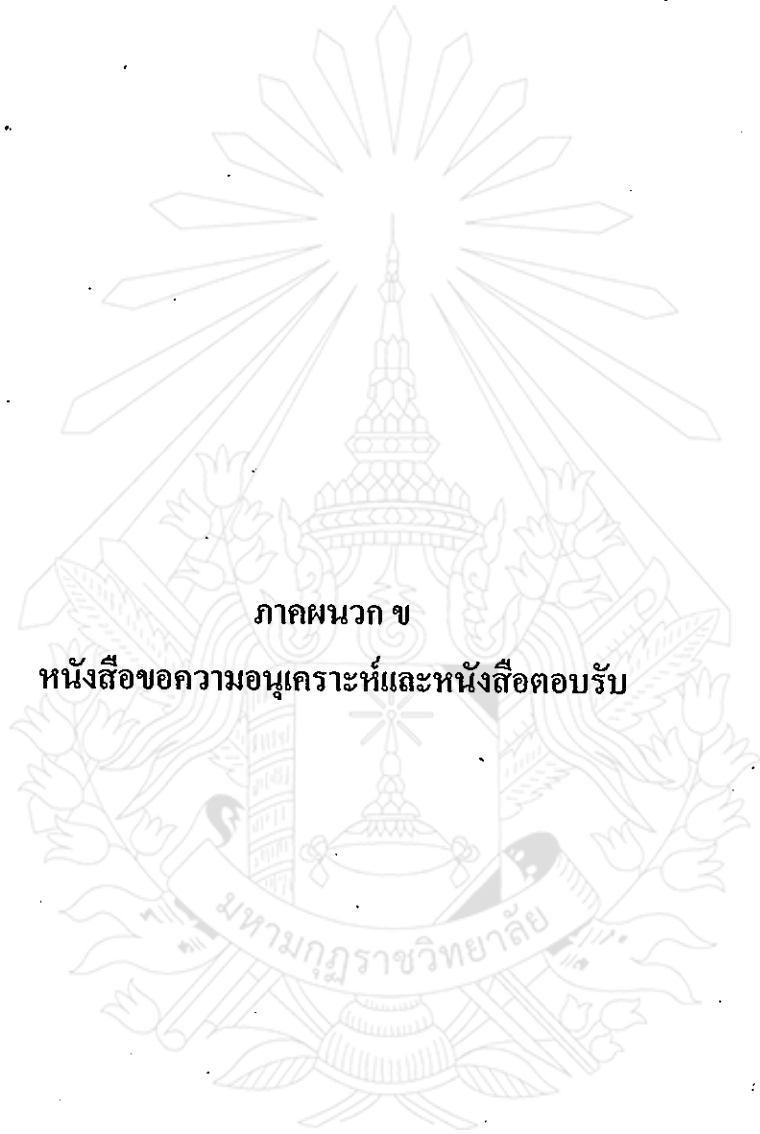 ภาคผนวก ข
หนังสือขอความอนุเคราะห์และหนังสือตอบรับ
มหามกุฏราชวิทยาลัย